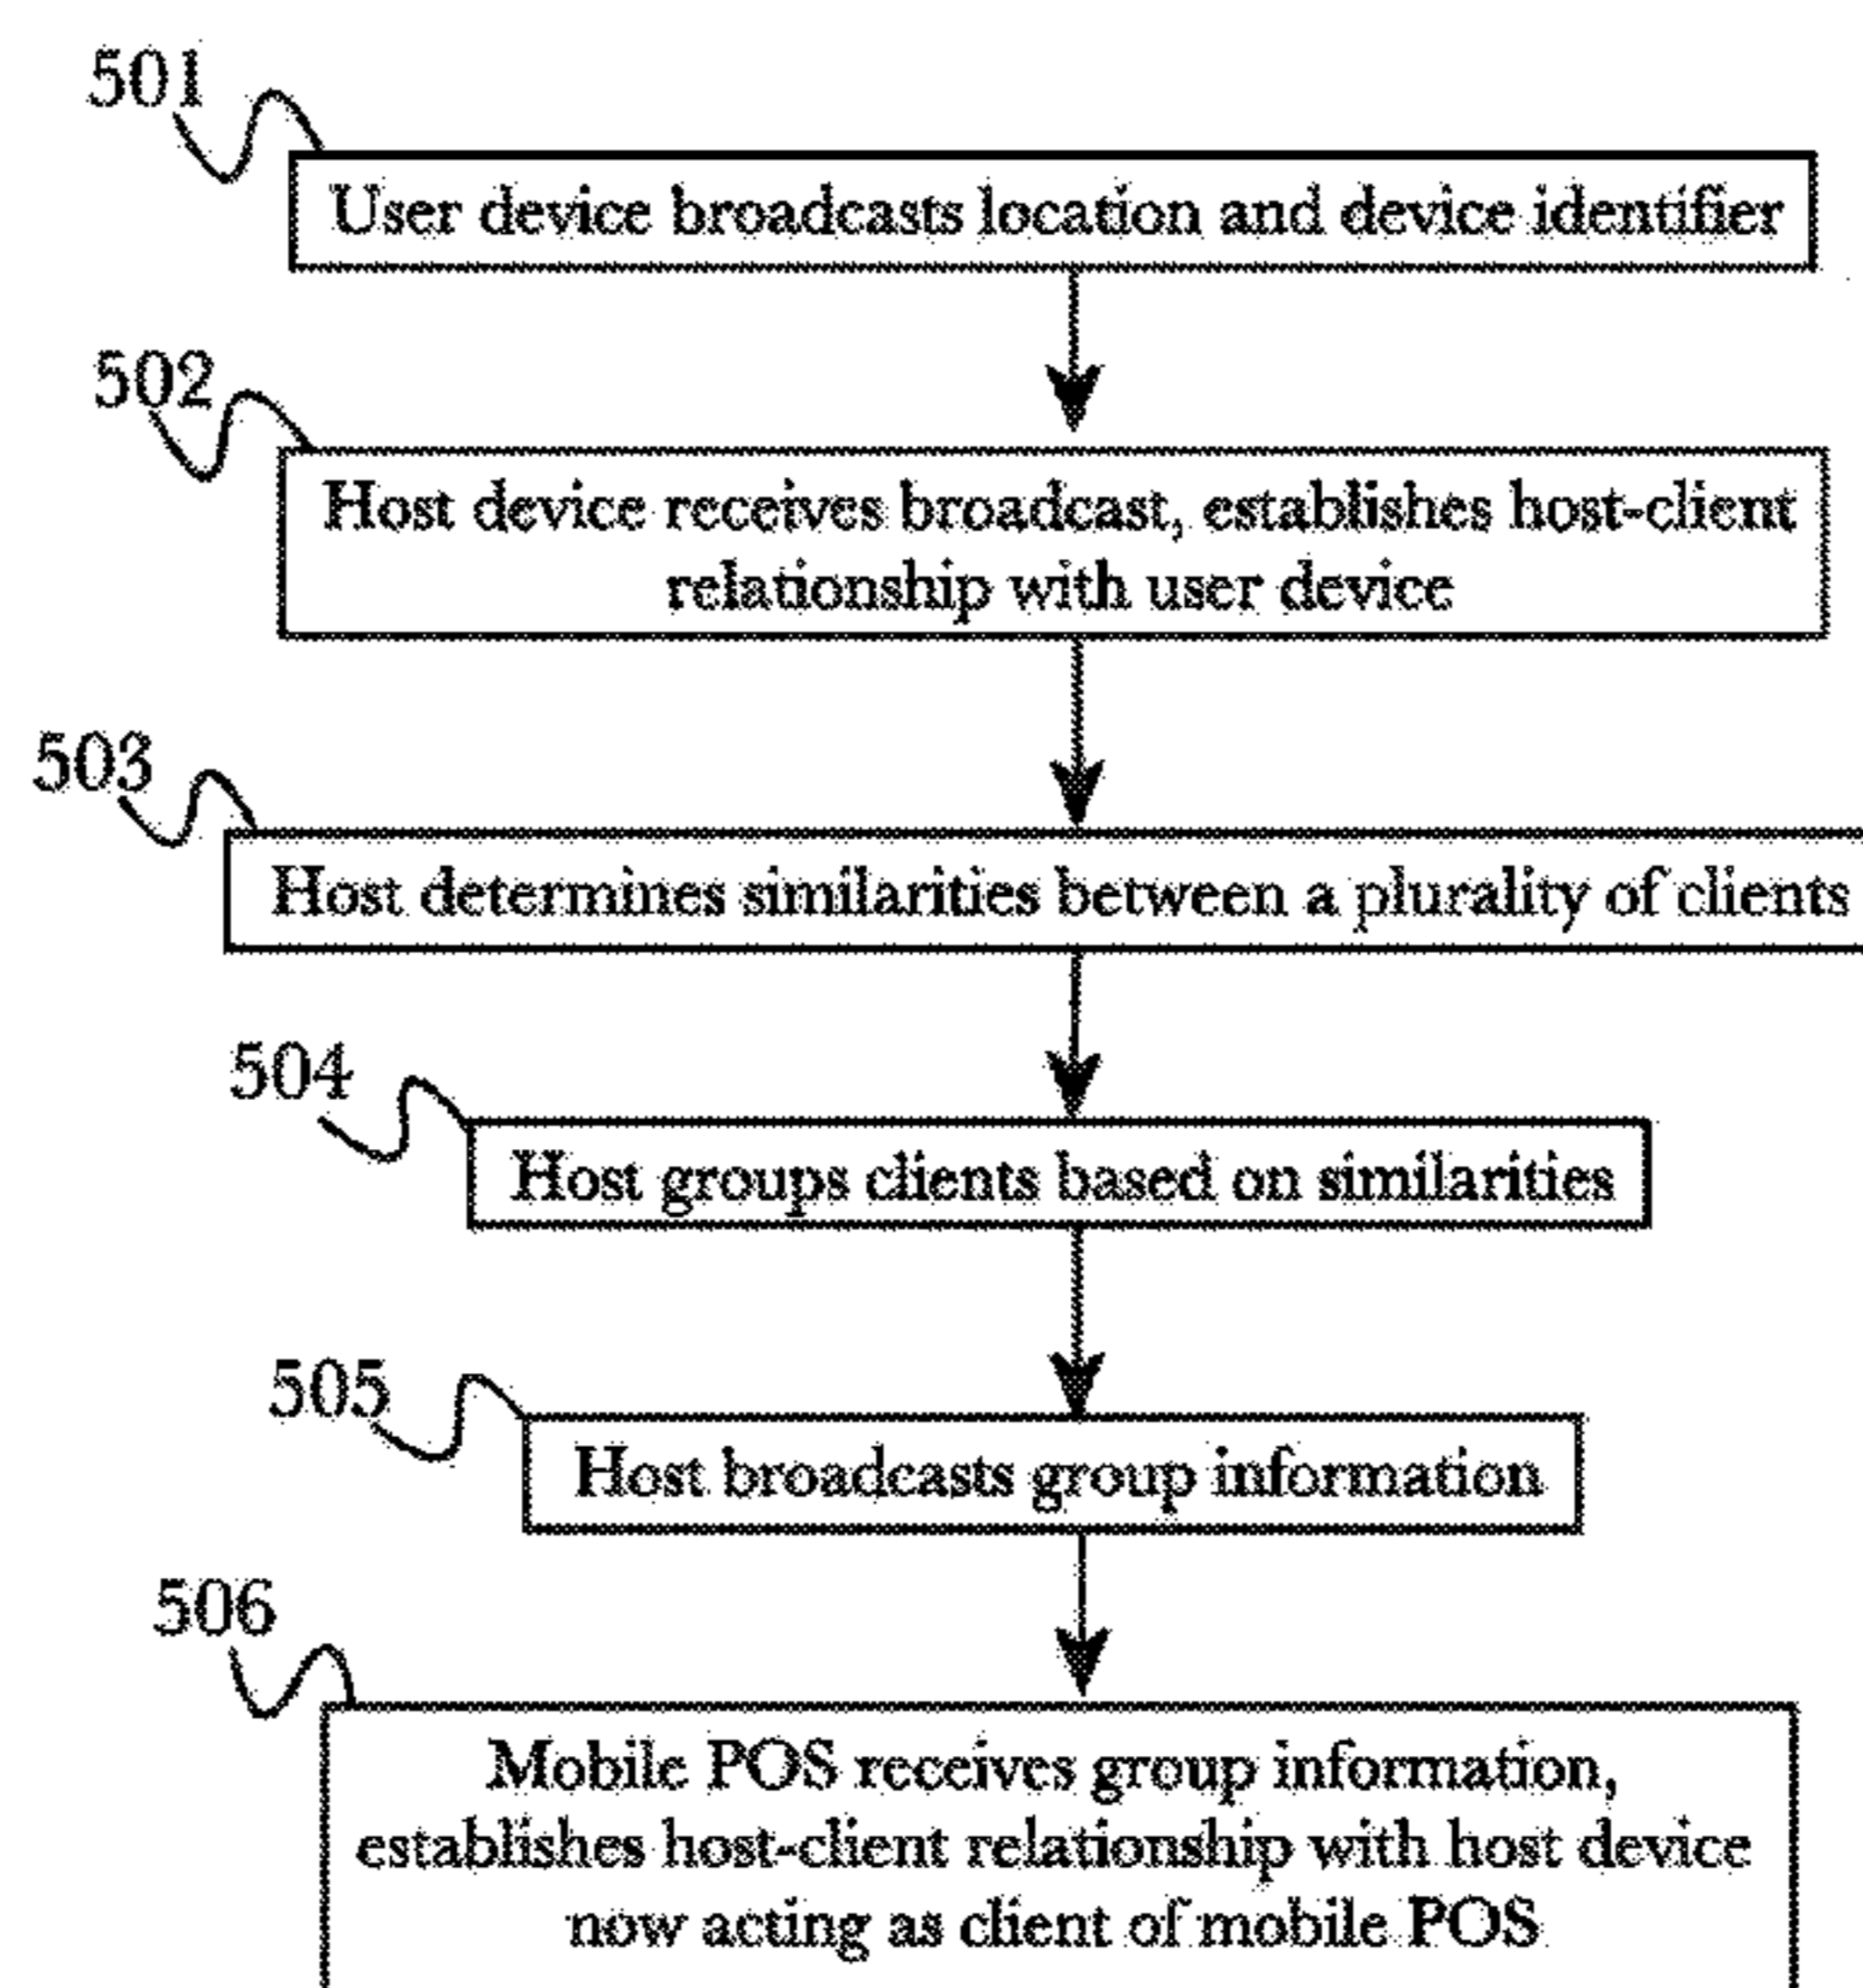 501
User device broadcasts location and device identifier
502
Host device receives broadcast, establishes host-client
relationship with user device
503
Host determines similarities between a plurality of clients
504
Host groups clients based on similarities
505
Host broadcasts group information
506
Mobile POS receives group information,
establishes host-client relationship with host device
now acting as client of mobile POS